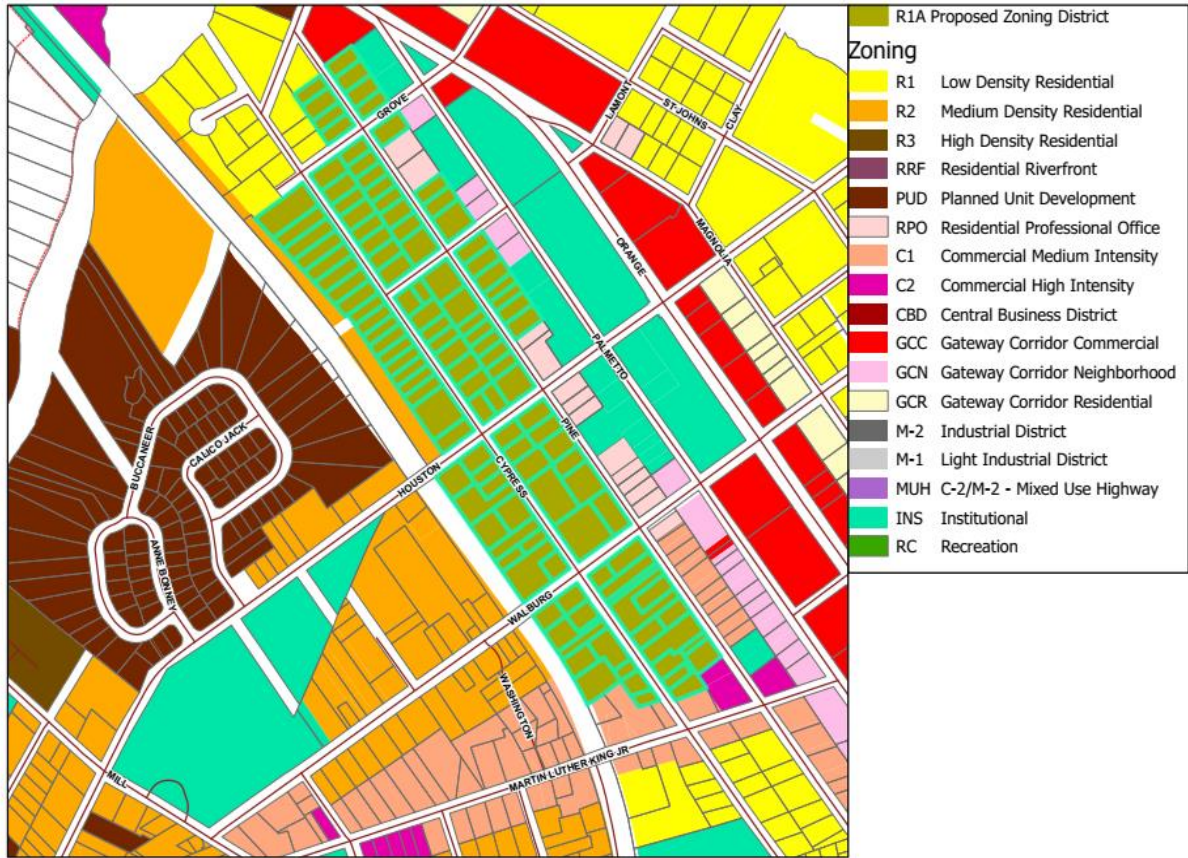 R1A Proposed Zoning District
Zoning
R1 Low Density Residential
R2 Medium Density Residential
R3 High Density Residential
RRF Residential Riverfront
PUD Planned Unit Development
RPO Residential Professional Office
C1 Commercial Medium Intensity
C2 Commercial High Intensity
CBD Central Business District
GCC Gateway Corridor Commercial
GCN Gateway Corridor Neighborhood
GCR Gateway Corridor Residential
M-2 Industrial District
M-1 Light Industrial District
MUH C-2/M-2 - Mixed Use Highway
INS Institutional
RC Recreation
GROVE
LAMONT
ST JOHNS
CLAY
MAGNOLIA
ORANGE
PALMETTO
PINE
CYPRESS
HOUSTON
BUCCANEER
CALICO JACK
ANNE BONNEY
WALBURG
WASHINGTON
MARTIN LUTHER KING JR
MILL